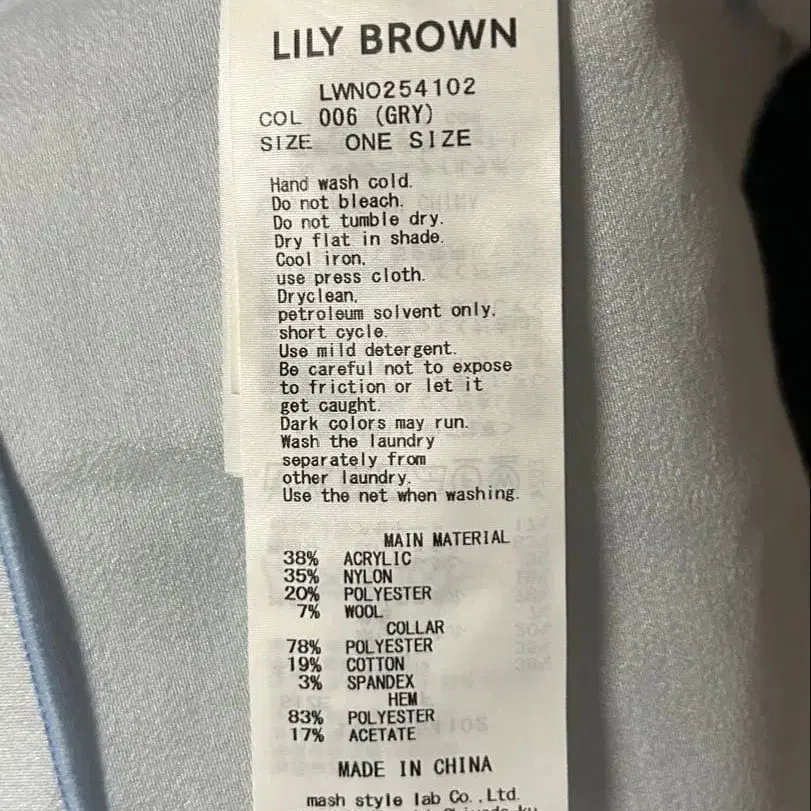 LILY BROWN
LWNO254102
COL 006 (GRY)
SIZE ONE SIZE
Hand wash cold.
Do not bleach.
Do not tumble dry.
Dry flat in shade.
Cool iron,
use press cloth.
Dryclean,
petroleum solvent only,
short cycle.
Use mild detergent.
Be careful not to expose
to friction or let it
get caught.
Dark colors may run.
Wash the laundry
separately from
other laundry.
Use the net when washing.
MAIN MATERIAL
38% ACRYLIC
35% NYLON
20% POLYESTER
7% WOOL
COLLAR
78% POLYESTER
19% COTTON
3% SPANDEX
HEM
83% POLYESTER
17% ACETATE
MADE IN CHINA
mash style lab Co.,Ltd.